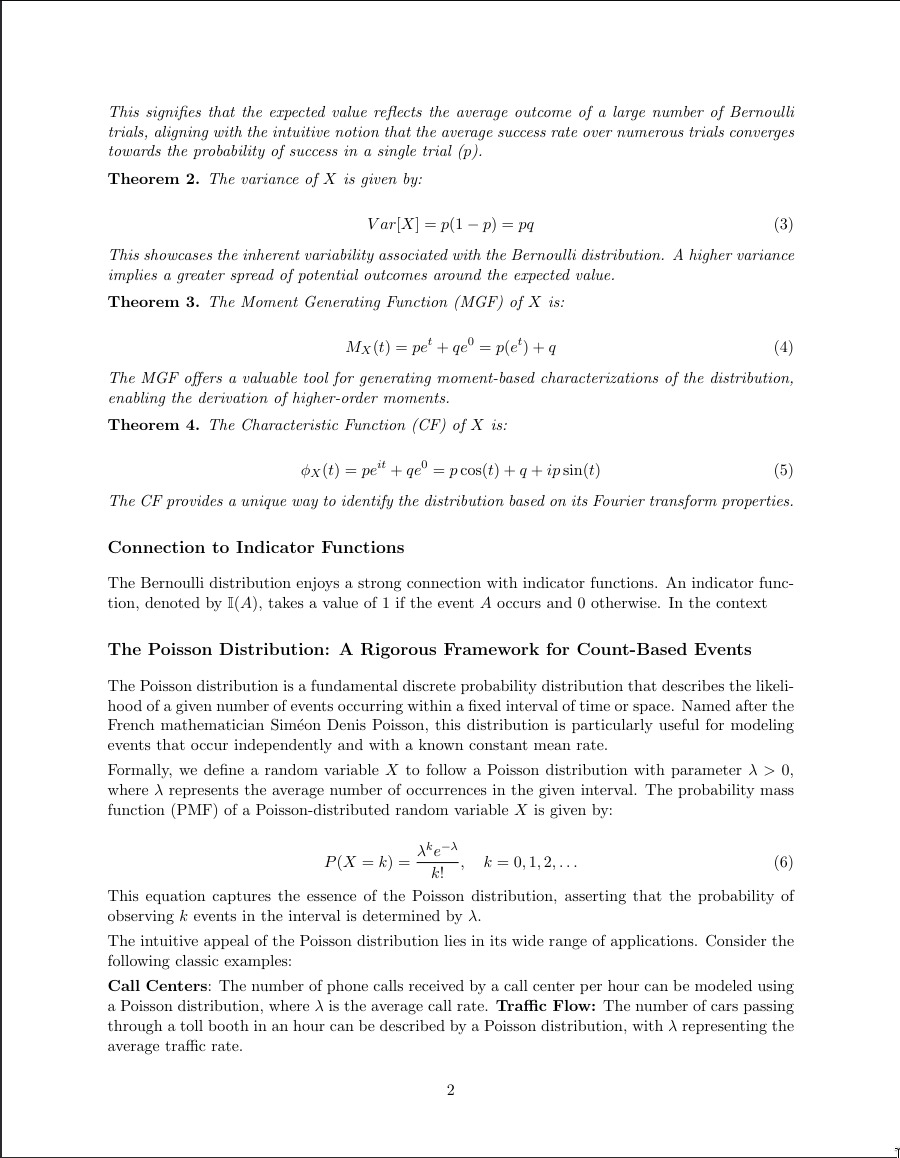 This signifies that the expected value reflects the average outcome of a large number of Bernoulli
trials, aligning with the intuitive notion that the average success rate over numerous trials converges
towards the probability of success in a single trial (p).
Theorem 2. The variance of X is given by:
Var[X] = p(1 − p) = pq (3)
This showcases the inherent variability associated with the Bernoulli distribution. A higher variance
implies a greater spread of potential outcomes around the expected value.
Theorem 3. The Moment Generating Function (MGF) of X is:
M_X(t) = pe^t + qe^0 = p(e^t) + q (4)
The MGF offers a valuable tool for generating moment-based characterizations of the distribution,
enabling the derivation of higher-order moments.
Theorem 4. The Characteristic Function (CF) of X is:
ϕ_X(t) = pe^{it} + qe^0 = p cos(t) + q + ip sin(t) (5)
The CF provides a unique way to identify the distribution based on its Fourier transform properties.
Connection to Indicator Functions
The Bernoulli distribution enjoys a strong connection with indicator functions. An indicator func-
tion, denoted by 𝕀(A), takes a value of 1 if the event A occurs and 0 otherwise. In the context
The Poisson Distribution: A Rigorous Framework for Count-Based Events
The Poisson distribution is a fundamental discrete probability distribution that describes the likeli-
hood of a given number of events occurring within a fixed interval of time or space. Named after the
French mathematician Siméon Denis Poisson, this distribution is particularly useful for modeling
events that occur independently and with a known constant mean rate.
Formally, we define a random variable X to follow a Poisson distribution with parameter λ > 0,
where λ represents the average number of occurrences in the given interval. The probability mass
function (PMF) of a Poisson-distributed random variable X is given by:
P(X = k) = λ^k e^{−λ} / k!, k = 0, 1, 2, . . . (6)
This equation captures the essence of the Poisson distribution, asserting that the probability of
observing k events in the interval is determined by λ.
The intuitive appeal of the Poisson distribution lies in its wide range of applications. Consider the
following classic examples:
Call Centers: The number of phone calls received by a call center per hour can be modeled using
a Poisson distribution, where λ is the average call rate. Traffic Flow: The number of cars passing
through a toll booth in an hour can be described by a Poisson distribution, with λ representing the
average traffic rate.
2